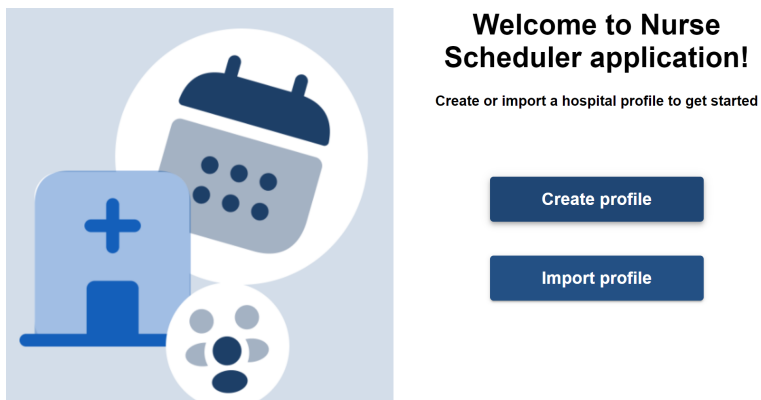 Welcome to Nurse
Scheduler application!
Create or import a hospital profile to get started
Create profile
Import profile